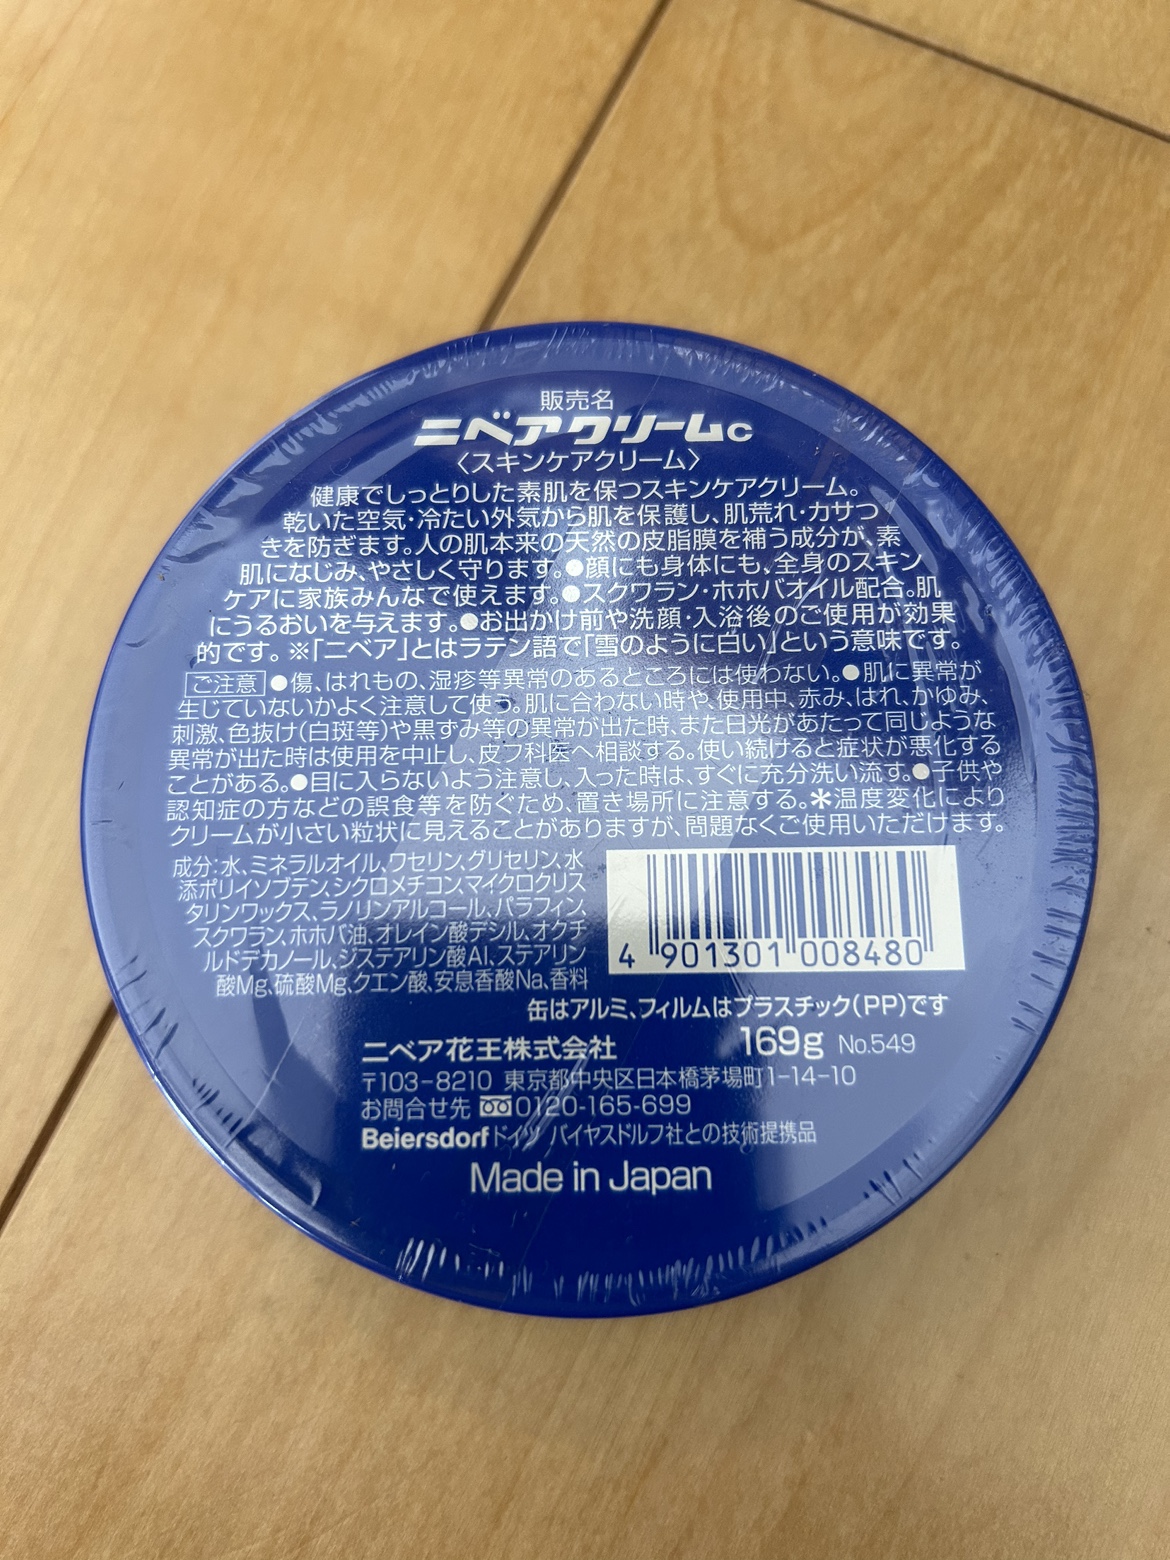 販売名
ニベアクリームc
〈スキンケアクリーム〉
健康でしっとりした素肌を保つスキンケアクリーム。
乾いた空気・冷たい外気から肌を保護し、肌荒れ・カサつ
きを防ぎます。人の肌本来の天然の皮脂膜を補う成分が、素
肌になじみ、やさしく守ります。●顔にも身体にも、全身のスキン
ケアに家族みんなで使えます。●スクワラン・ホホバオイル配合。肌
にうるおいを与えます。●お出かけ前や洗顔・入浴後のご使用が効果
的です。※「ニベア」とはラテン語で「雪のように白い」という意味です。
ご注意 ●傷、はれもの、湿疹等異常のあるところには使わない。●肌に異常が
生じていないかよく注意して使う。肌に合わない時や、使用中、赤み、はれ、かゆみ、
刺激、色抜け(白斑等)や黒ずみ等の異常が出た時、また日光があたって同じような
異常が出た時は使用を中止し、皮フ科医へ相談する。使い続けると症状が悪化する
ことがある。●目に入らないよう注意し、入った時は、すぐに充分洗い流す。●子供や
認知症の方などの誤食等を防ぐため、置き場所に注意する。＊温度変化により
クリームが小さい粒状に見えることがありますが、問題なくご使用いただけます。
成分：水、ミネラルオイル、ワセリン、グリセリン、水
添ポリイソブテン、シクロメチコン、マイクロクリス
タリンワックス、ラノリンアルコール、パラフィン、
スクワラン、ホホバ油、オレイン酸デシル、オクチ
ルドデカノール、ジステアリン酸Al、ステアリン
酸Mg、硫酸Mg、クエン酸、安息香酸Na、香料
4 901301 008480
缶はアルミ、フィルムはプラスチック(PP)です
169g No.549
ニベア花王株式会社
〒103-8210 東京都中央区日本橋茅場町1-14-10
お問合せ先 0120-165-699
Beiersdorfドイツ バイヤスドルフ社との技術提携品
Made in Japan